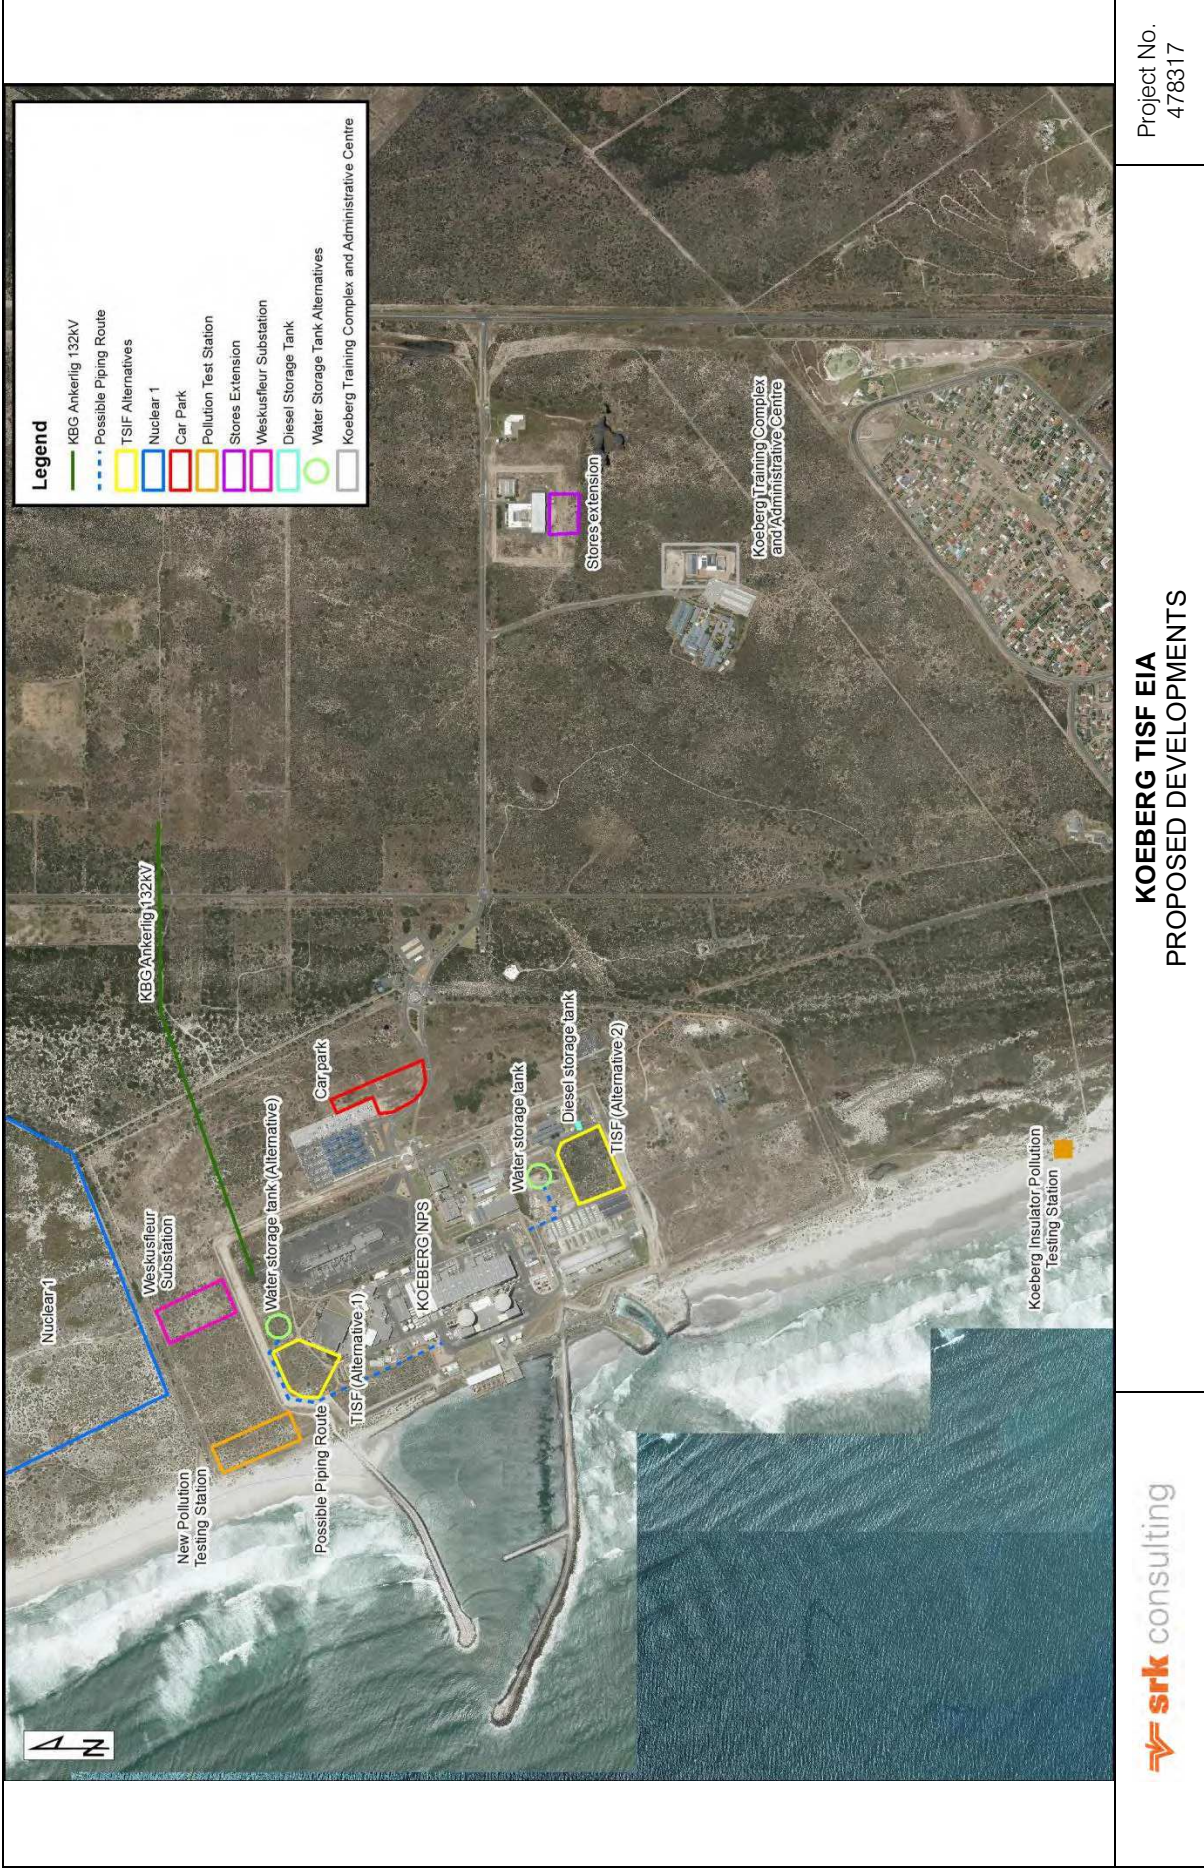 Legend
KBG Ankerlig 132kV
Possible Piping Route
TSIF Alternatives
Nuclear 1
Car Park
Pollution Test Station
Stores Extension
Weskusfleur Substation
Diesel Storage Tank
Water Storage Tank Alternatives
Koeberg Training Complex and Administrative Centre
N
Nuclear 1
KBG Ankerlig 132kV
Weskusfleur
Substation
New Pollution
Testing Station
Water storage tank (Alternative)
Car park
Possible Piping Route
TISF (Alternative 1)
KOEBERG NPS
Water storage tank
Diesel storage tank
TISF (Alternative 2)
Stores extension
Koeberg Training Complex
and Administrative Centre
Koeberg Insulator Pollution
Testing Station
srk consulting
KOEBERG TISF EIA
PROPOSED DEVELOPMENTS
Project No.
478317